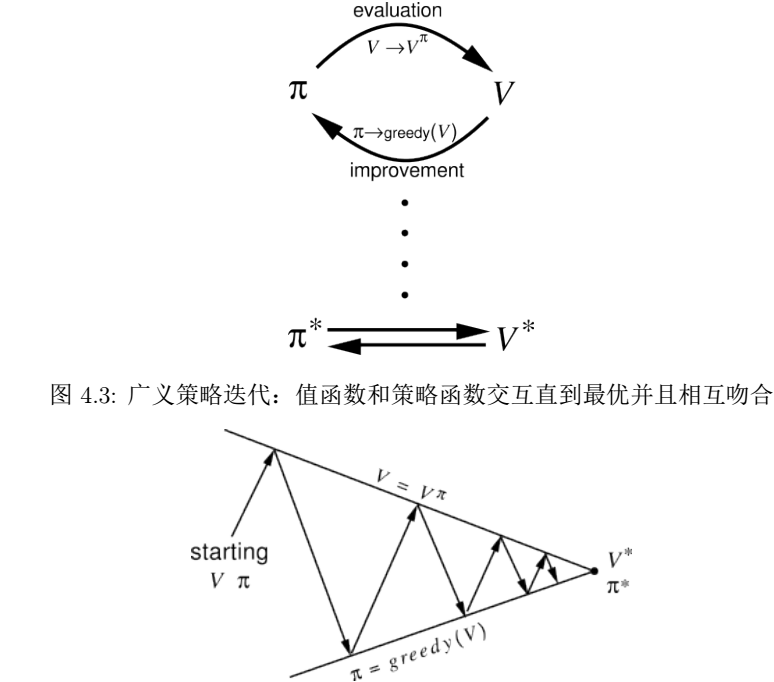 evaluation
V → V^π
π V
π→greedy(V)
improvement
π* V*
图 4.3: 广义策略迭代：值函数和策略函数交互直到最优并且相互吻合
V = V^π
starting
V π
V*
π*
π = greedy(V)